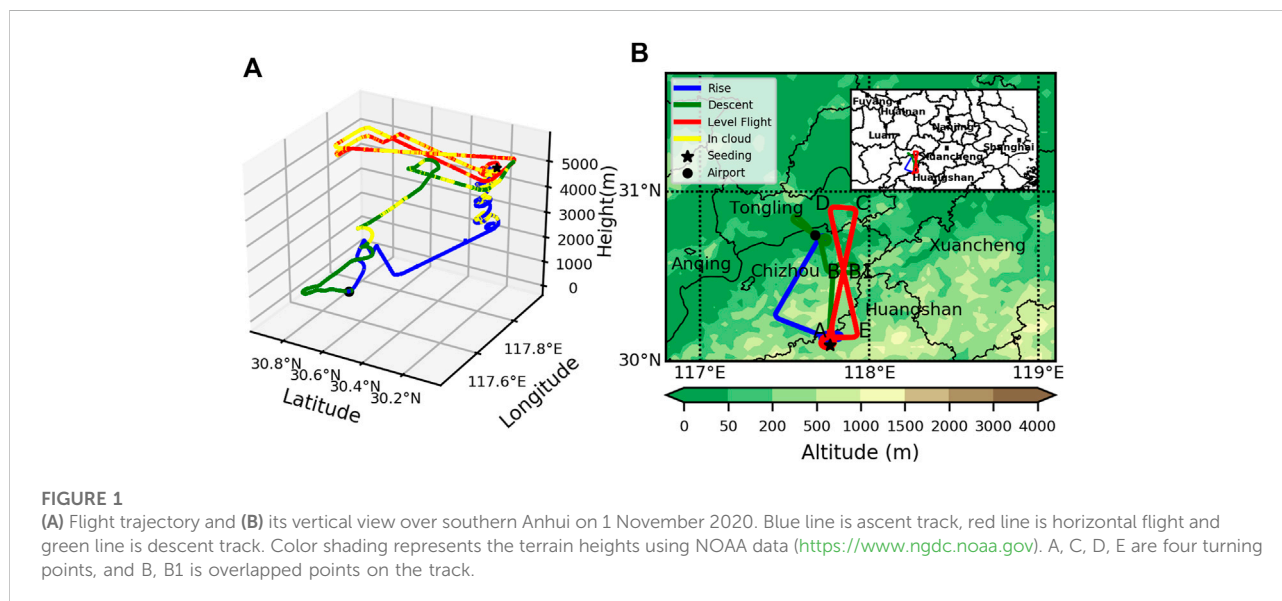 A
5000
4000
3000
2000
1000
0
Height(m)
30.8°N
30.6°N
30.4°N
30.2°N
Latitude
117.8°E
117.6°E
Longitude
B
Rise
Descent
Level Flight
In cloud
Seeding
Airport
Fuyang
Huainan
Nanjing
Luan
Shanghai
Xuancheng
Huangshan
31°N
Tongling
D
C
Xuancheng
Anqing
Chizhou
B
B1
Huangshan
A
E
30°N
117°E
118°E
119°E
0 50 200 500 1000 1500 2000 3000 4000
Altitude (m)
FIGURE 1
(A) Flight trajectory and (B) its vertical view over southern Anhui on 1 November 2020. Blue line is ascent track, red line is horizontal flight and
green line is descent track. Color shading represents the terrain heights using NOAA data (https://www.ngdc.noaa.gov). A, C, D, E are four turning
points, and B, B1 is overlapped points on the track.